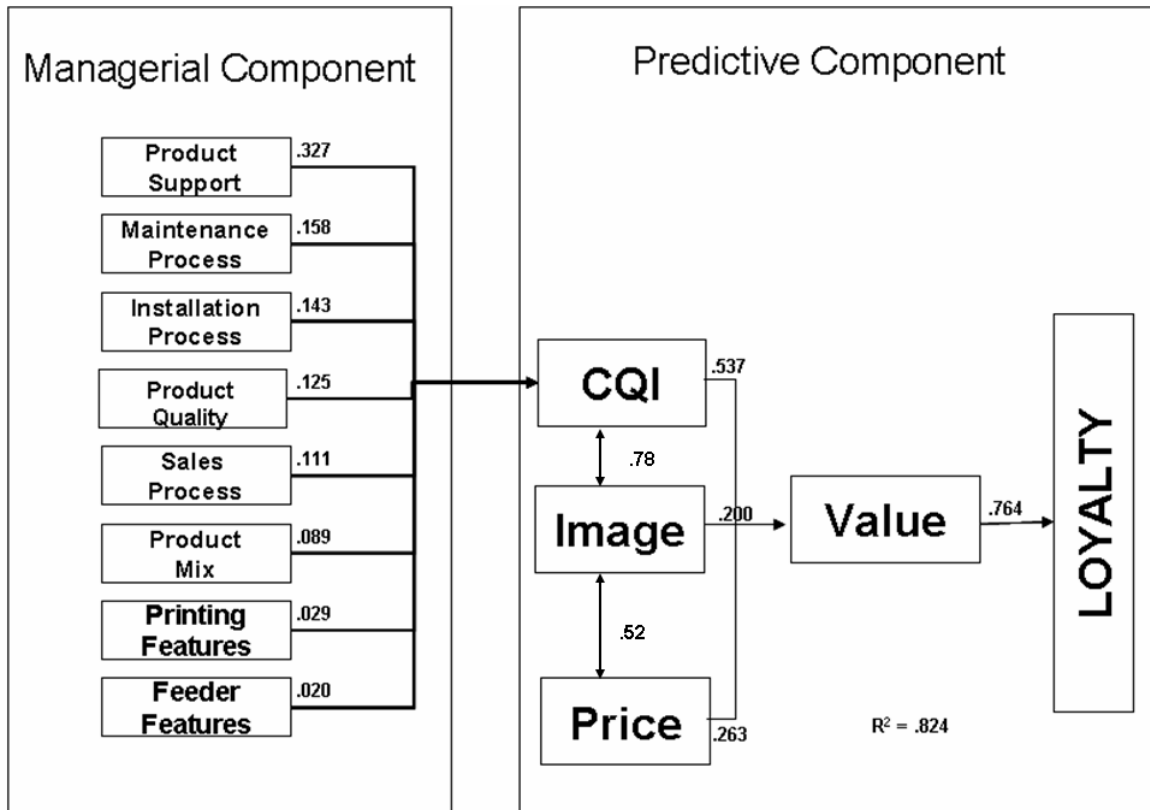 Managerial Component
Product
Support
.327
Maintenance
Process
.158
Installation
Process
.143
Product
Quality
.125
Sales
Process
.111
Product
Mix
.089
Printing
Features
.029
Feeder
Features
.020
Predictive Component
CQI
.537
.78
Image
.200
.52
Price
.263
Value
.764
LOYALTY
R² = .824